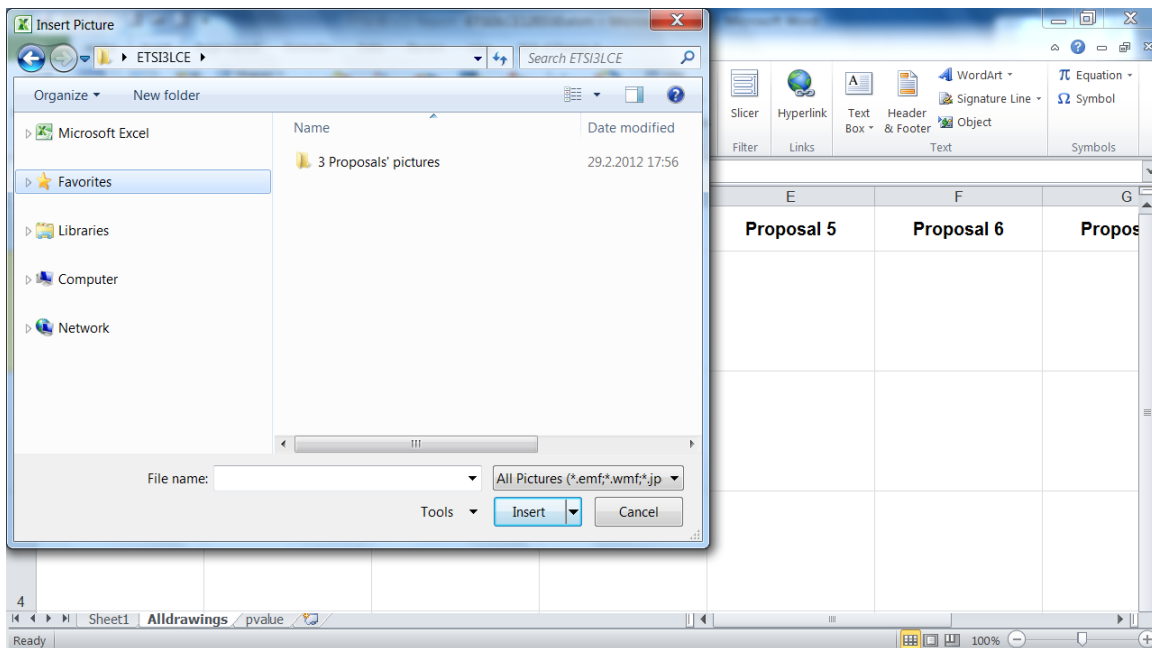 Insert Picture
ETSI3LCE
Search ETSI3LCE
Organize
New folder
Microsoft Excel
Favorites
Libraries
Computer
Network
Name
Date modified
3 Proposals' pictures
29.2.2012 17:56
File name:
All Pictures (*.emf;*.wmf;*.jp
Tools
Insert
Cancel
Microsoft Word
Slicer
Hyperlink
Text
Box
Header
& Footer
WordArt
Signature Line
Object
π Equation
Ω Symbol
Filter
Links
Text
Symbols
E F G
Proposal 5 Proposal 6 Propos
4
Sheet1 Alldrawings pvalue
Ready
100%